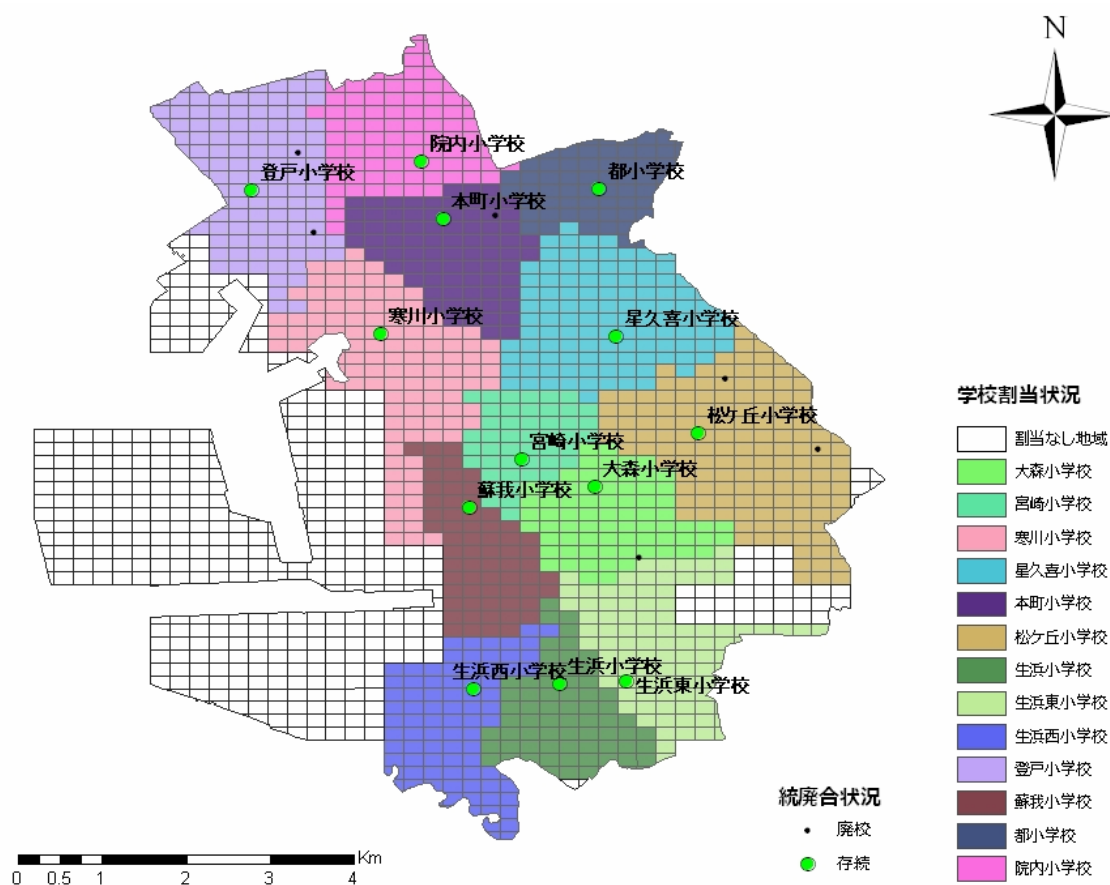 N
院内小学校
登戸小学校
都小学校
本町小学校
寒川小学校
星久喜小学校
松ケ丘小学校
宮崎小学校
大森小学校
蘇我小学校
生浜小学校
生浜西小学校
生浜東小学校
学校割当状況
割当なし地域
大森小学校
宮崎小学校
寒川小学校
星久喜小学校
本町小学校
松ケ丘小学校
生浜小学校
生浜東小学校
生浜西小学校
登戸小学校
蘇我小学校
都小学校
院内小学校
統廃合状況
廃校
存続
Km
0 0.5 1 2 3 4